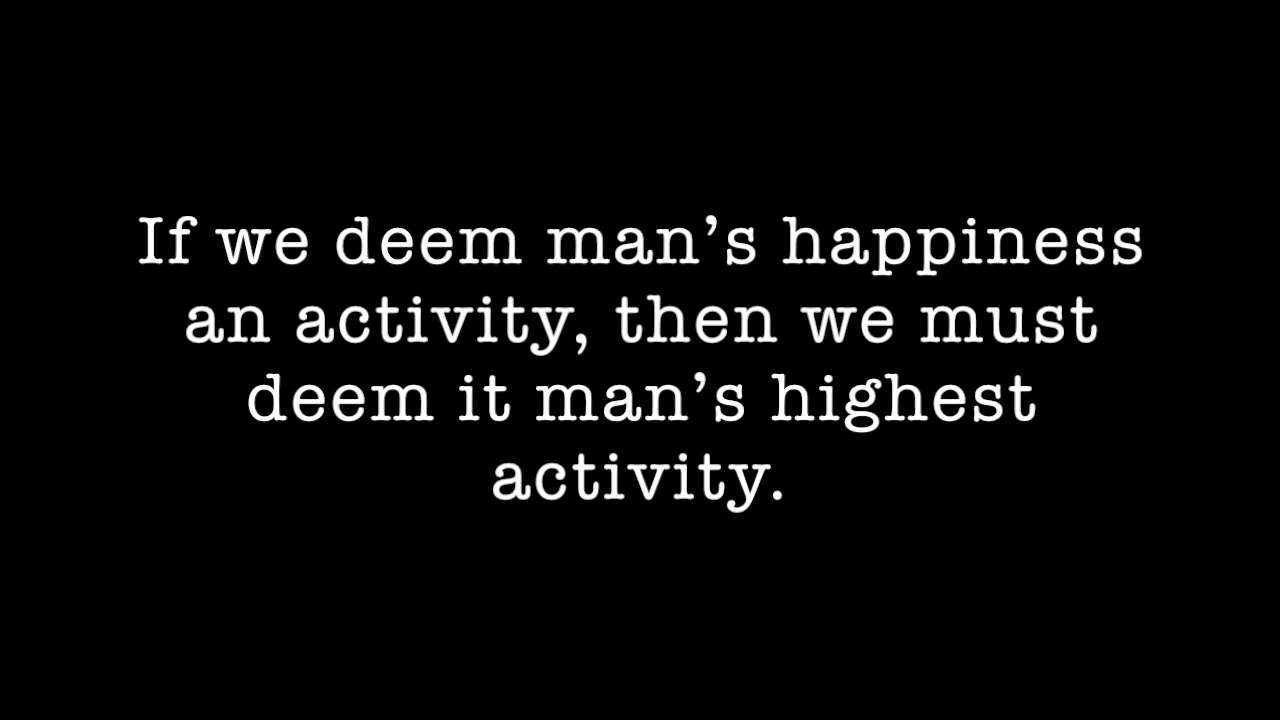 If we deem man’s happiness
an activity, then we must
deem it man’s highest
activity.